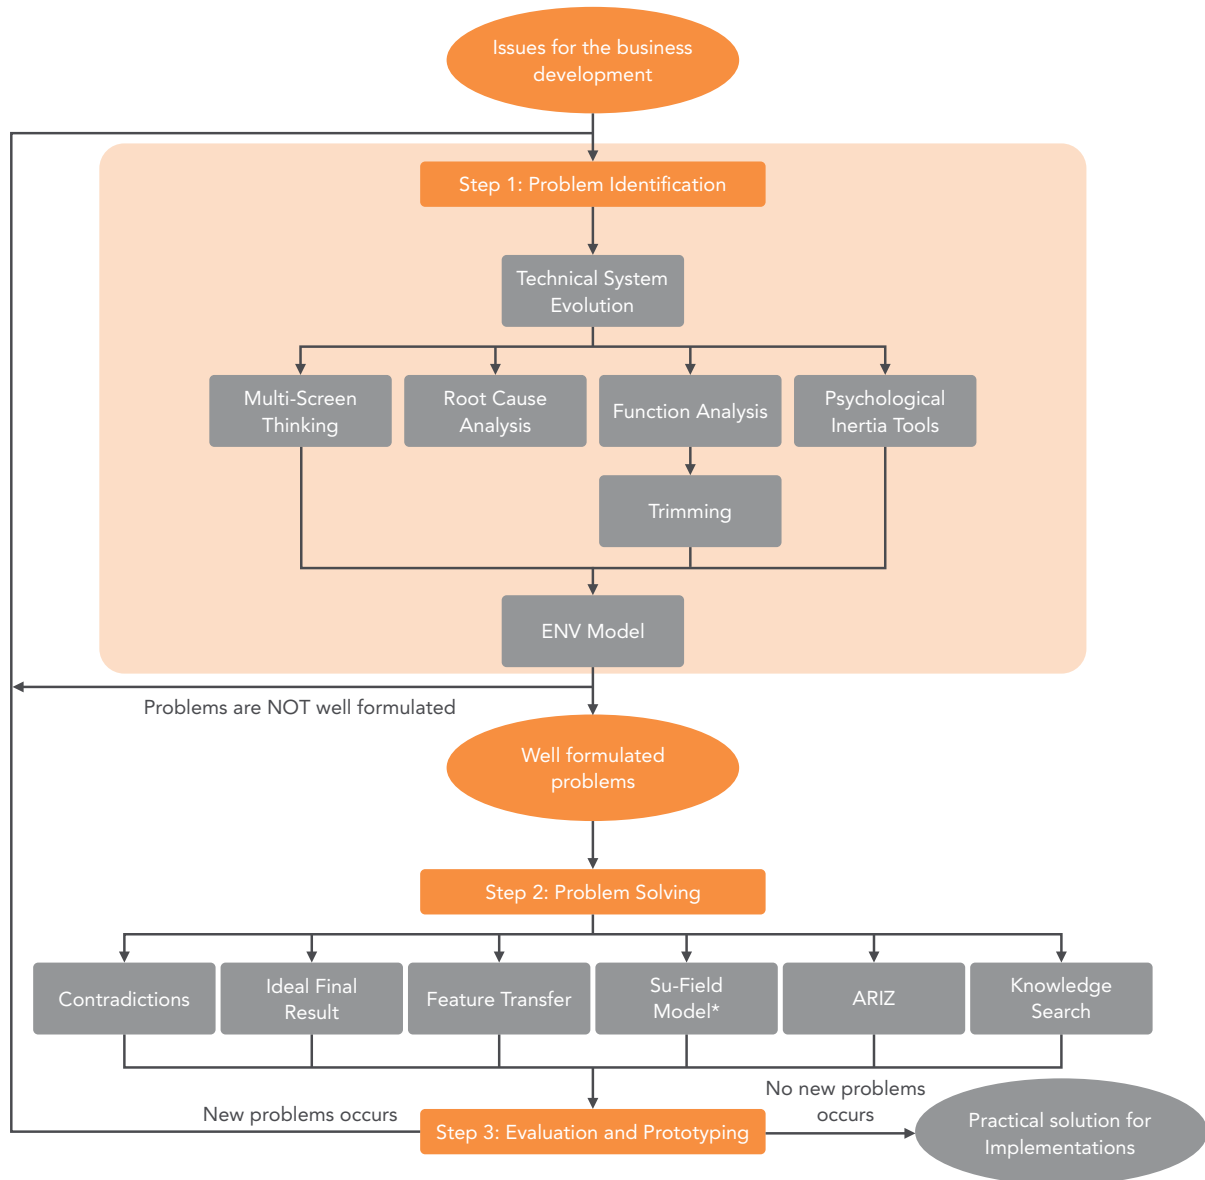 Issues for the business
development
Step 1: Problem Identification
Technical System
Evolution
Multi-Screen
Thinking
Root Cause
Analysis
Function Analysis
Psychological
Inertia Tools
Trimming
ENV Model
Problems are NOT well formulated
Well formulated
problems
Step 2: Problem Solving
Contradictions
Ideal Final
Result
Feature Transfer
Su-Field
Model*
ARIZ
Knowledge
Search
New problems occurs
Step 3: Evaluation and Prototyping
No new problems
occurs
Practical solution for
Implementations